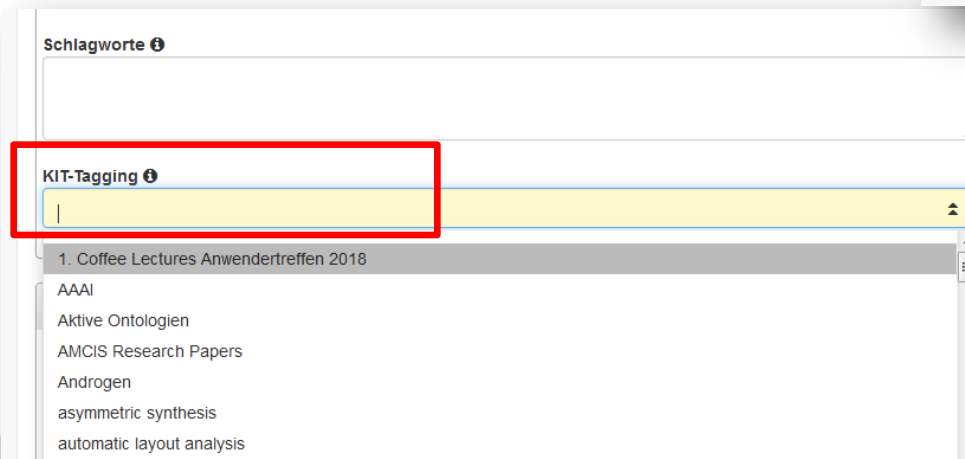 Schlagworte
KIT-Tagging
1. Coffee Lectures Anwendertreffen 2018
AAAI
Aktive Ontologien
AMCIS Research Papers
Androgen
asymmetric synthesis
automatic layout analysis